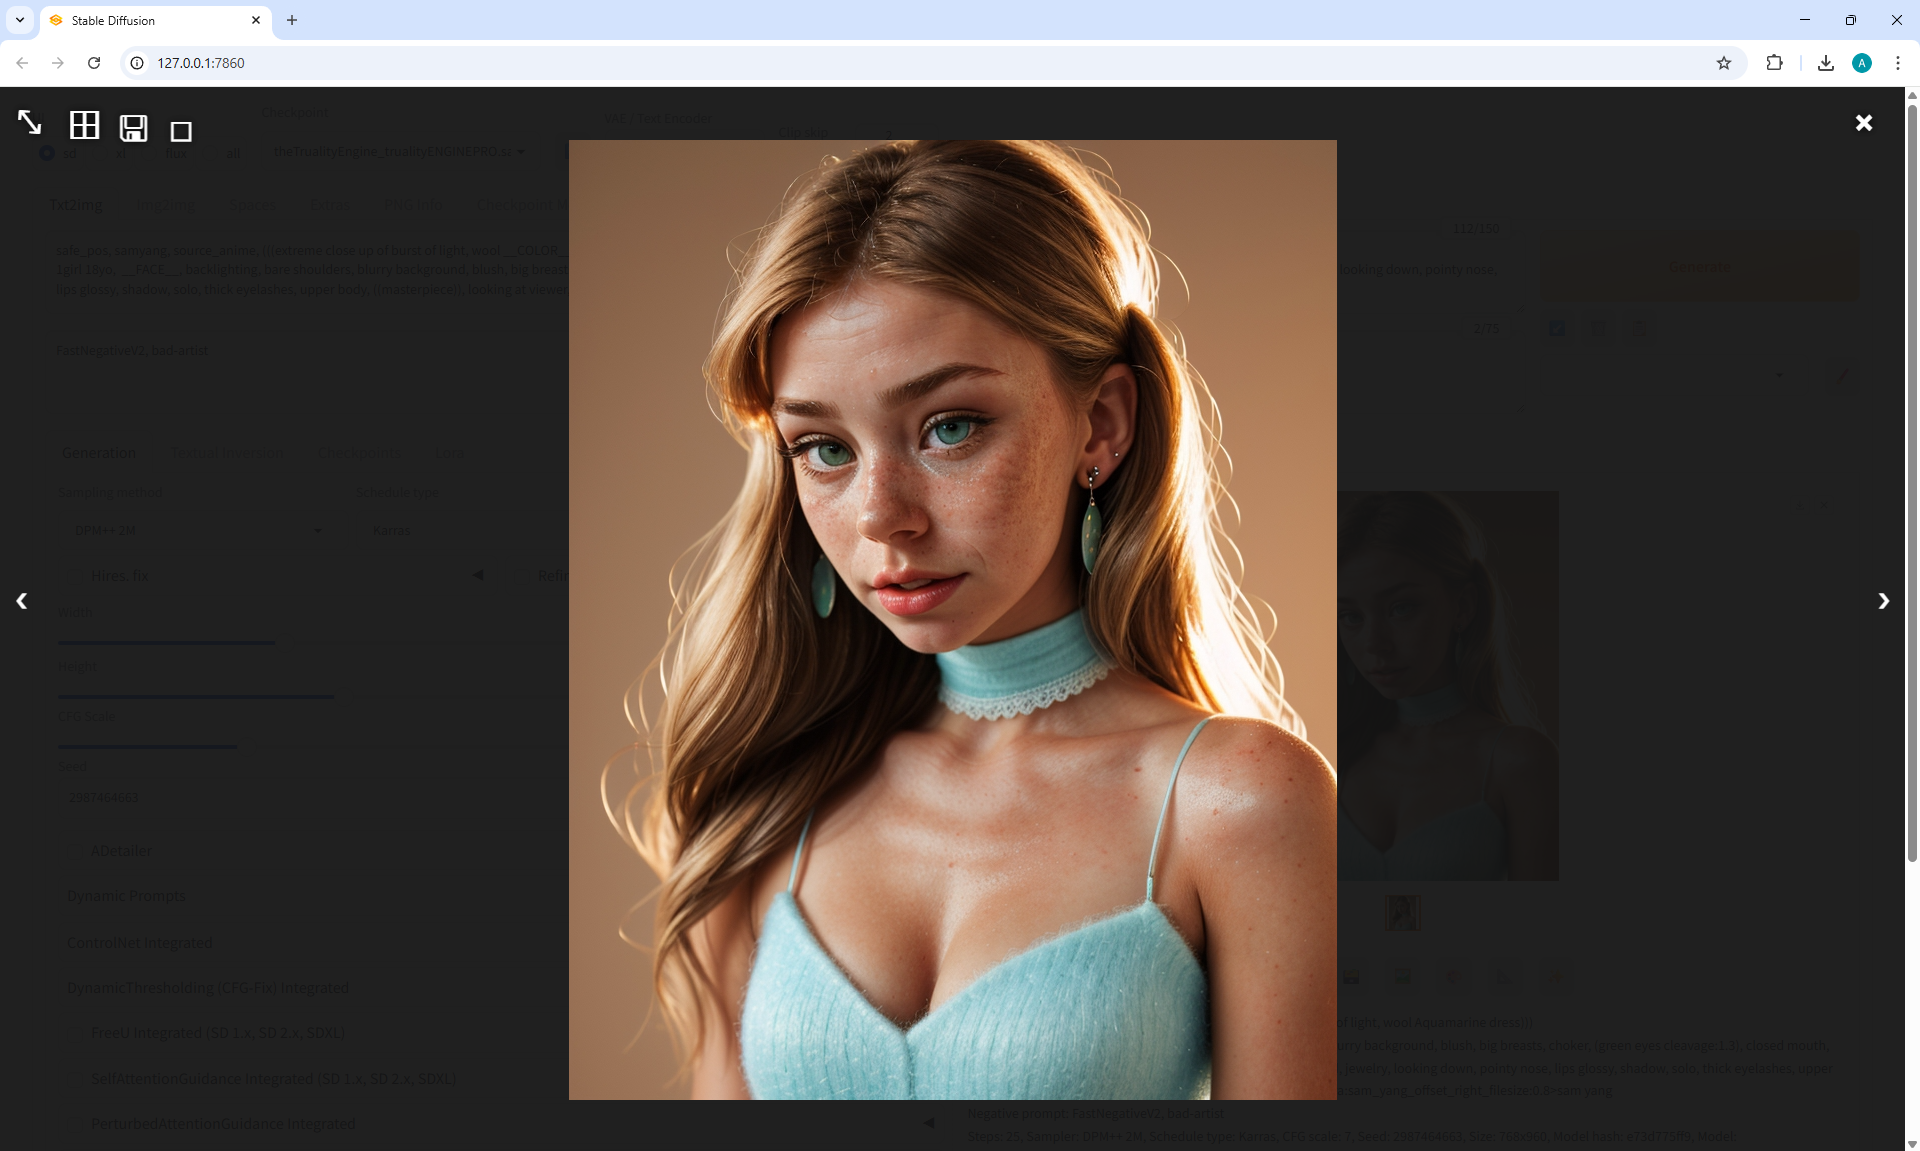 Stable Diffusion
127.0.0.1:7860
Checkpoint
VAE / Text Encoder
Clip skip
2
sd
xl
flux
all
theTrualityEngine_trualityENGINEPRO.sa
Txt2img
Img2img
Spaces
Extras
PNG Info
Checkpoint M
112/150
safe_pos, samyang, source_anime, (((extreme close up of burst of light, wool __COLOR__
1girl 18yo, __FACE__, backlighting, bare shoulders, blurry background, blush, big breast
looking down, pointy nose,
lips glossy, shadow, solo, thick eyelashes, upper body, ((masterpiece)), looking at viewer,
Generate
2/75
FastNegativeV2, bad-artist
Generation
Textual Inversion
Checkpoints
Lora
Sampling method
Schedule type
DPM++ 2M
Karras
Hires. fix
Refin
Width
Height
CFG Scale
Seed
2987464663
ADetailer
Dynamic Prompts
ControlNet Integrated
DynamicThresholding (CFG-Fix) Integrated
of light, wool Aquamarine dress)))
FreeU Integrated (SD 1.x, SD 2.x, SDXL)
urry background, blush, big breasts, choker, (green eyes cleavage:1.3), closed mouth,
jewelry, looking down, pointy nose, lips glossy, shadow, solo, thick eyelashes, upper
SelfAttentionGuidance Integrated (SD 1.x, SD 2.x, SDXL)
sam_yang_offset_right_filesize:0.8>sam yang
Negative prompt: FastNegativeV2, bad-artist
PerturbedAttentionGuidance Integrated
Steps: 25, Sampler: DPM++ 2M, Schedule type: Karras, CFG scale: 7, Seed: 2987464663, Size: 768x960, Model hash: e73d775ff9, Model: